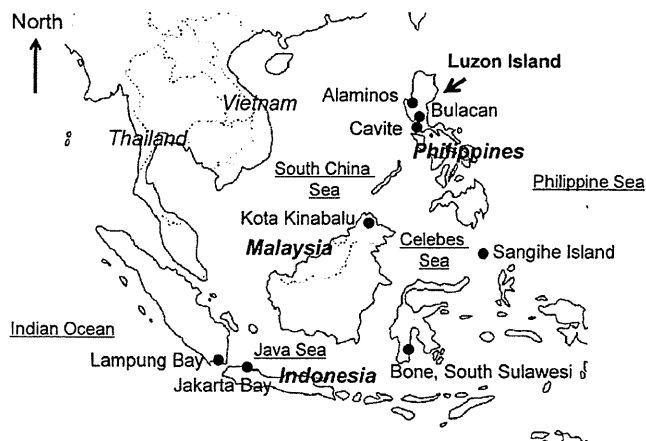 North
Luzon Island
Alaminos
Vietnam
Bulacan
Cavite
Thailand
Philippines
South China
Sea
Philippine Sea
Kota Kinabalu
Malaysia
Celebes
Sea
Sangihe Island
Indian Ocean
Java Sea
Lampung Bay
Jakarta Bay
Indonesia
Bone, South Sulawesi